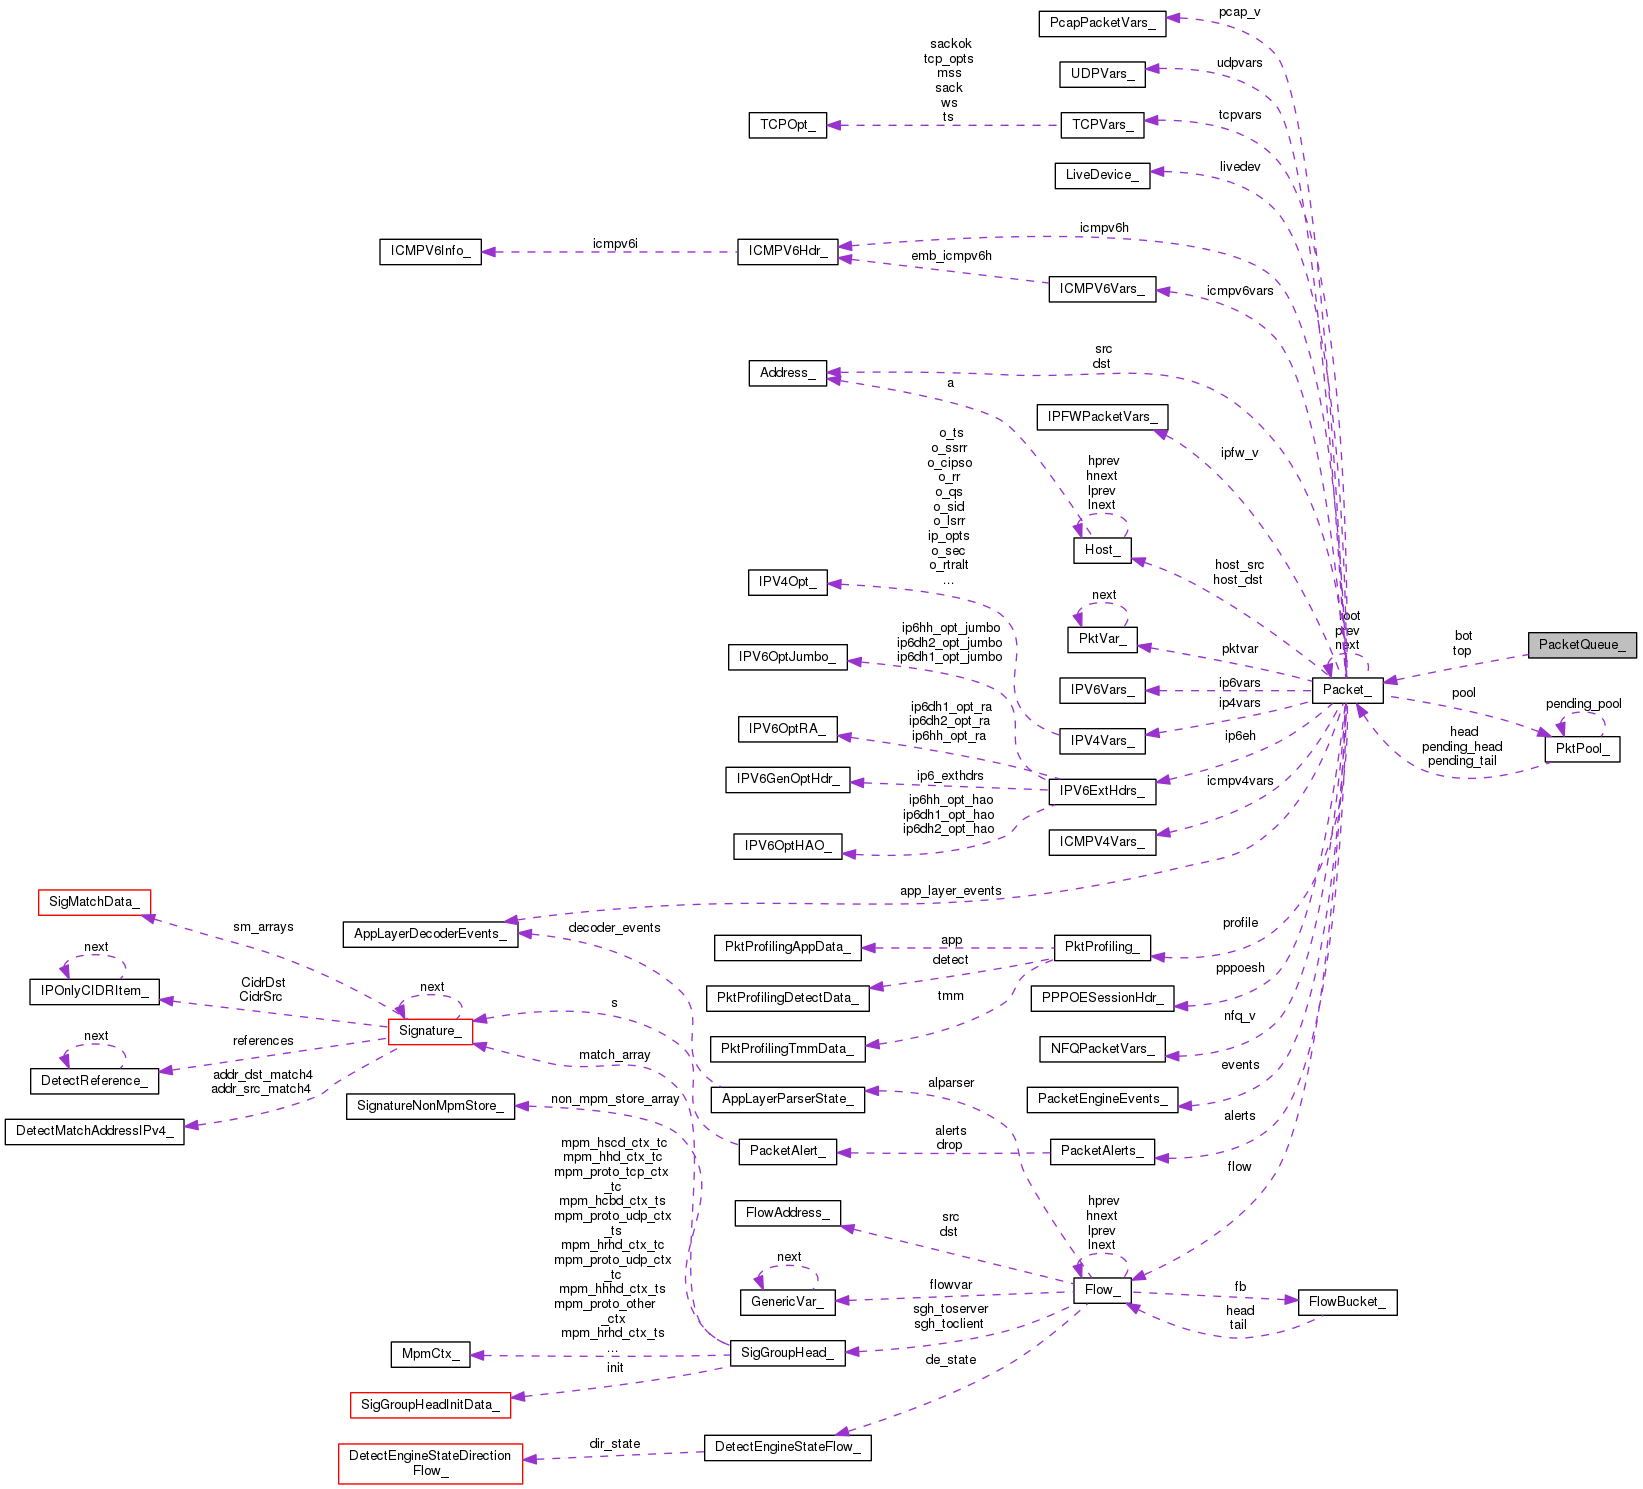 PcapPacketVars_
pcap_v
sackok
tcp_opts
mss
sack
ws
ts
UDPVars_
udpvars
TCPOpt_
TCPVars_
tcpvars
LiveDevice_
livedev
ICMPV6Info_
icmpv6i
ICMPV6Hdr_
icmpv6h
emb_icmpv6h
ICMPV6Vars_
icmpv6vars
Address_
src
dst
a
IPFWPacketVars_
ipfw_v
o_ts
o_ssrr
o_cipso
o_rr
o_qs
o_sid
o_lsrr
ip_opts
o_sec
o_rtralt
...
hprev
hnext
lprev
lnext
Host_
host_src
host_dst
IPV4Opt_
next
PktVar_
pktvar
root
prev
next
bot
top
PacketQueue_
ip6hh_opt_jumbo
ip6dh2_opt_jumbo
ip6dh1_opt_jumbo
IPV6OptJumbo_
IPV6Vars_
ip6vars
Packet_
pool
pending_pool
PktPool_
head
pending_head
pending_tail
ip6dh1_opt_ra
ip6dh2_opt_ra
ip6hh_opt_ra
IPV6OptRA_
IPV4Vars_
ip4vars
ip6eh
IPV6GenOptHdr_
ip6_exthdrs
IPV6ExtHdrs_
icmpv4vars
ip6hh_opt_hao
ip6dh1_opt_hao
ip6dh2_opt_hao
IPV6OptHAO_
ICMPV4Vars_
app_layer_events
SigMatchData_
sm_arrays
AppLayerDecoderEvents_
decoder_events
PktProfilingAppData_
app
PktProfiling_
profile
next
IPOnlyCIDRItem_
CidrDst
CidrSrc
next
Signature_
s
PktProfilingDetectData_
detect
tmm
PPPOESessionHdr_
pppoesh
next
DetectReference_
references
match_array
PktProfilingTmmData_
NFQPacketVars_
nfq_v
addr_dst_match4
addr_src_match4
DetectMatchAddressIPv4_
SignatureNonMpmStore_
non_mpm_store_array
AppLayerParserState_
alparser
PacketEngineEvents_
events
PacketAlert_
alerts
drop
PacketAlerts_
alerts
mpm_hscd_ctx_tc
mpm_hhd_ctx_tc
mpm_proto_tcp_ctx
_tc
mpm_hcbd_ctx_ts
mpm_proto_udp_ctx
_ts
mpm_hrhd_ctx_tc
mpm_proto_udp_ctx
_tc
mpm_hhhd_ctx_ts
mpm_proto_other
_ctx
mpm_hrhd_ctx_ts
...
FlowAddress_
src
dst
hprev
hnext
lprev
lnext
flow
next
GenericVar_
flowvar
Flow_
fb
FlowBucket_
head
tail
sgh_toserver
sgh_toclient
MpmCtx_
SigGroupHead_
init
de_state
SigGroupHeadInitData_
DetectEngineStateDirection
Flow_
dir_state
DetectEngineStateFlow_